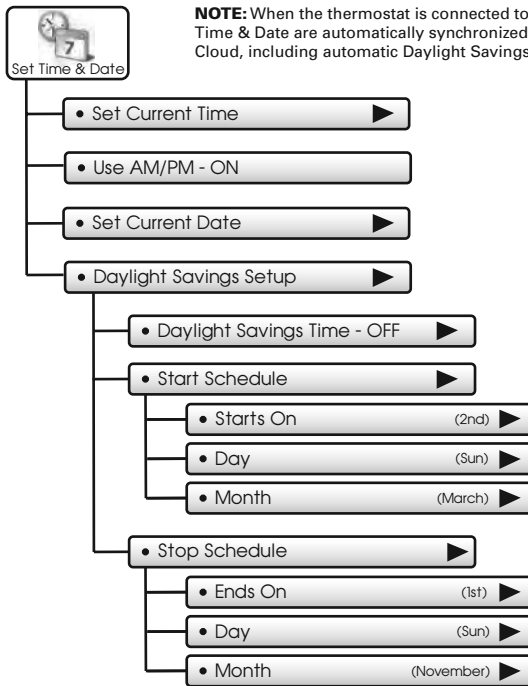 NOTE: When the thermostat is connected to
Time & Date are automatically synchronized
Cloud, including automatic Daylight Savings
7
Set Time & Date
• Set Current Time
• Use AM/PM - ON
• Set Current Date
• Daylight Savings Setup
• Daylight Savings Time - OFF
• Start Schedule
• Starts On (2nd)
• Day (Sun)
• Month (March)
• Stop Schedule
• Ends On (1st)
• Day (Sun)
• Month (November)